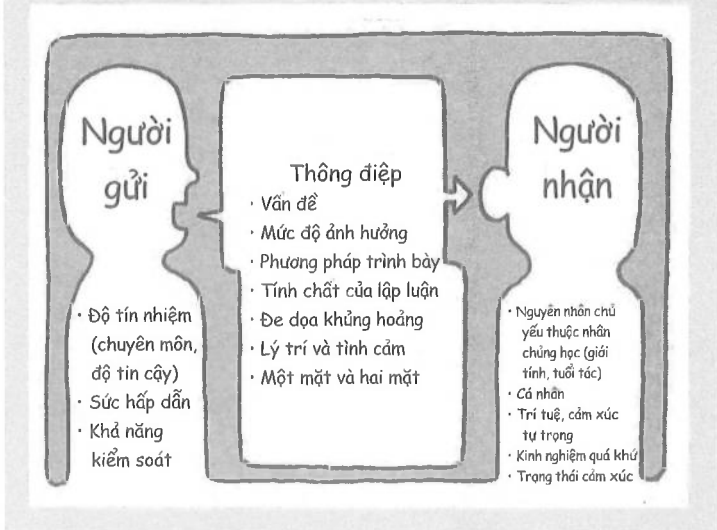 Người
gửi
· Độ tín nhiệm
(chuyên môn,
độ tin cậy)
· Sức hấp dẫn
· Khả năng
kiểm soát
Thông điệp
· Vấn đề
· Mức độ ảnh hưởng
· Phương pháp trình bày
· Tính chất của lập luận
· Đe dọa khủng hoảng
· Lý trí và tình cảm
· Một mặt và hai mặt
Người
nhận
· Nguyên nhân chủ
yếu thuộc nhân
chủng học (giới
tính, tuổi tác)
· Cá nhân
· Trí tuệ, cảm xúc
tự trọng
· Kinh nghiệm quá khứ
· Trạng thái cảm xúc